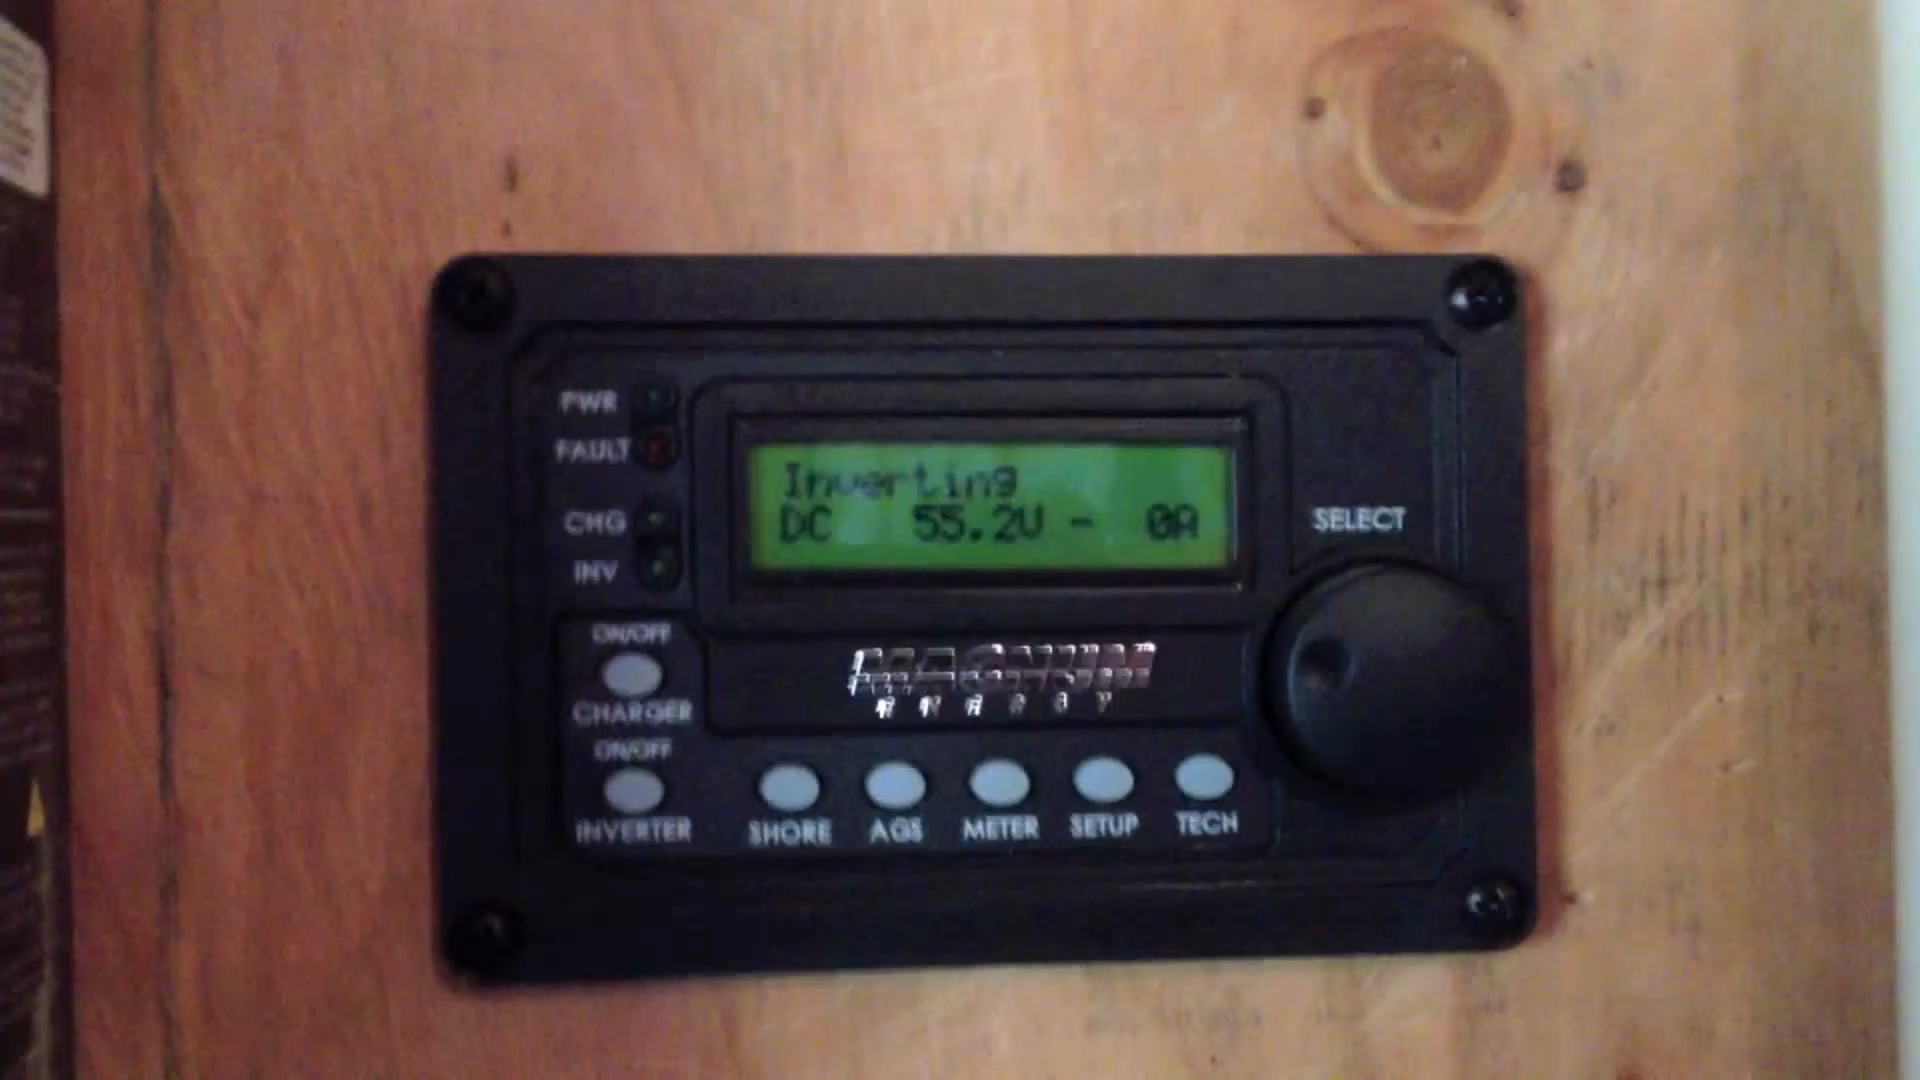 PWR
FAULT
CHG
INV
Inverting
DC 55.2V - 0A
SELECT
ON/OFF
CHARGER
ON/OFF
INVERTER
MAGNUM
SHORE
AGS
METER
SETUP
TECH